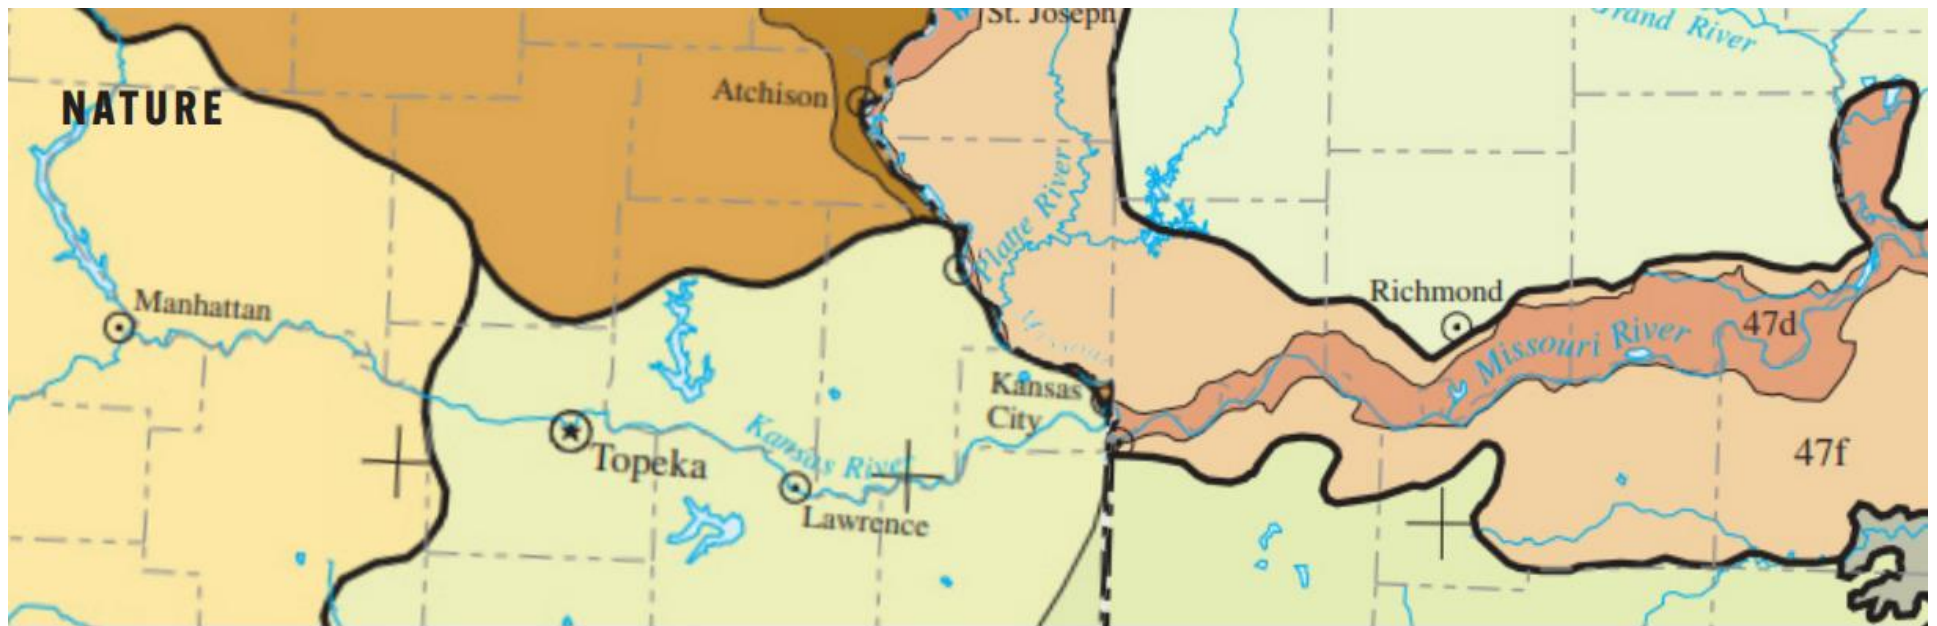 St. Joseph
Grand River
NATURE
Atchison
Platte River
Manhattan
Richmond
Missouri
47d
Missouri River
Kansas
City
Kansas River
Topeka
47f
Lawrence